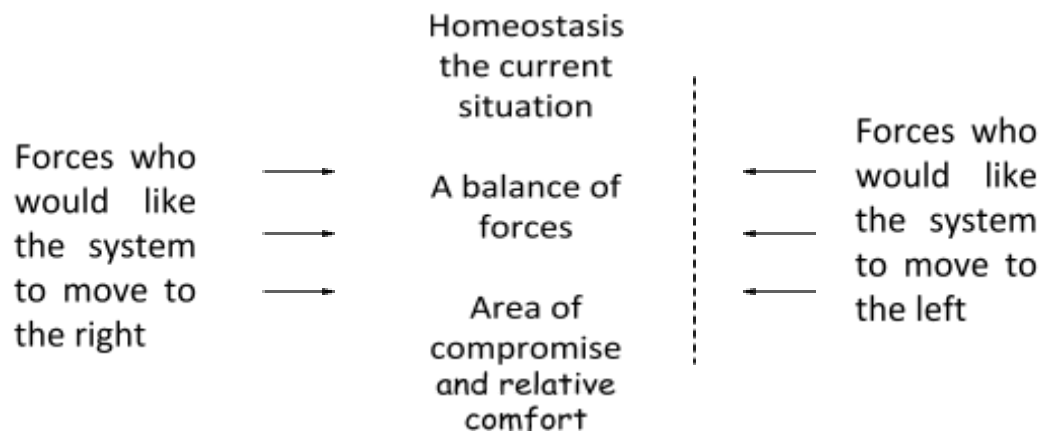 Homeostasis
the current
situation
Forces who
would like
the system
to move to
the right
A balance of
forces
Area of
compromise
and relative
comfort
Forces who
would like
the system
to move to
the left